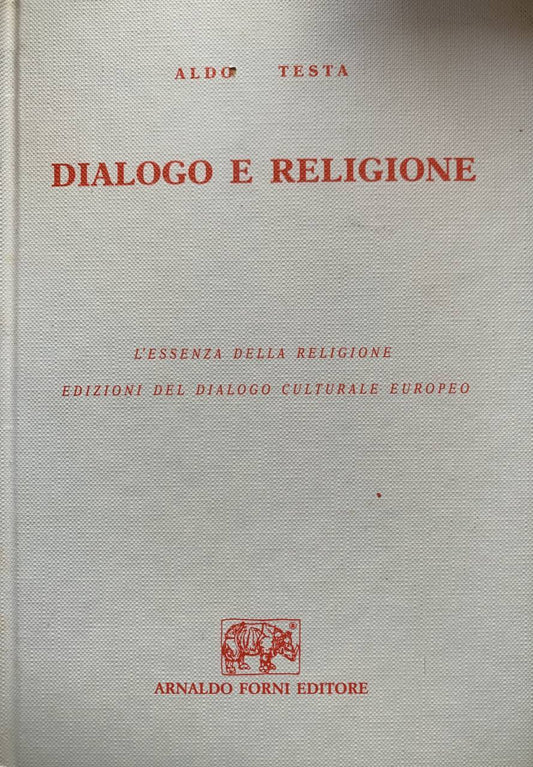 ALDO TESTA
DIALOGO E RELIGIONE
L'ESSENZA DELLA RELIGIONE
EDIZIONI DEL DIALOGO CULTURALE EUROPEO
®
ARNALDO FORNI EDITORE